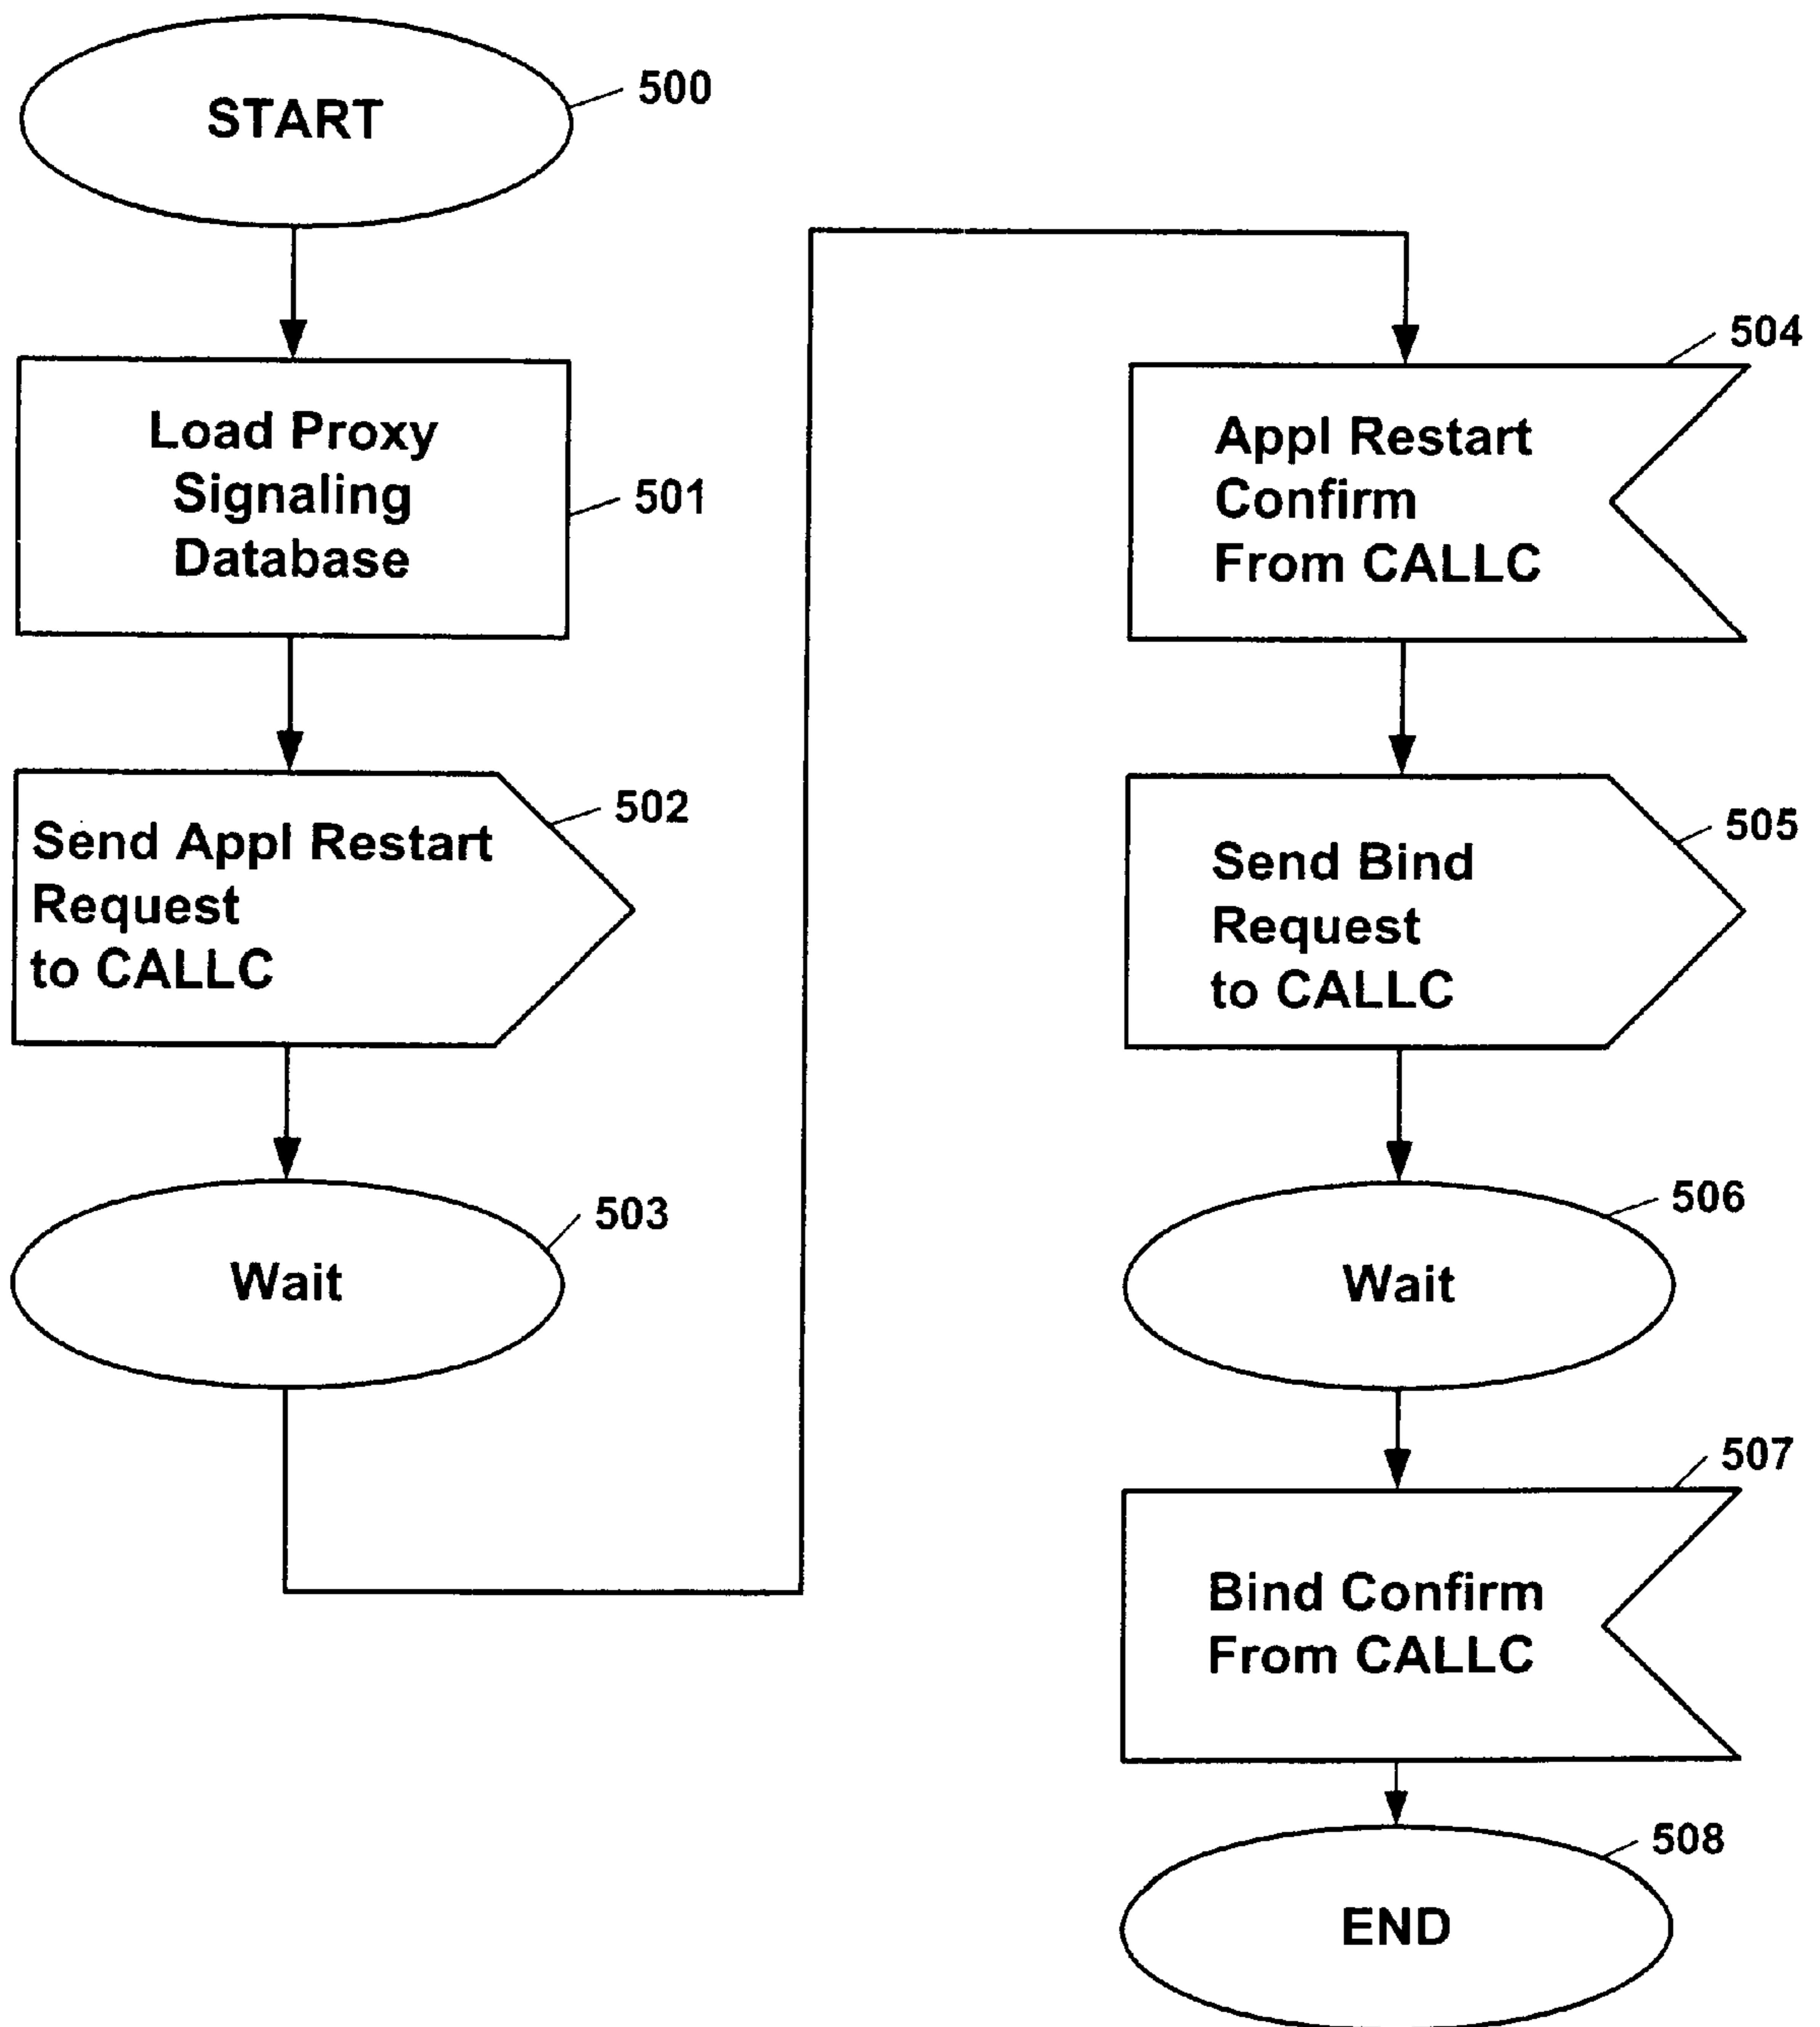 START
500
Load Proxy
Signaling
Database
501
Send Appl Restart
Request
to CALLC
502
Wait
503
Appl Restart
Confirm
From CALLC
504
Send Bind
Request
to CALLC
505
Wait
506
Bind Confirm
From CALLC
507
END
508